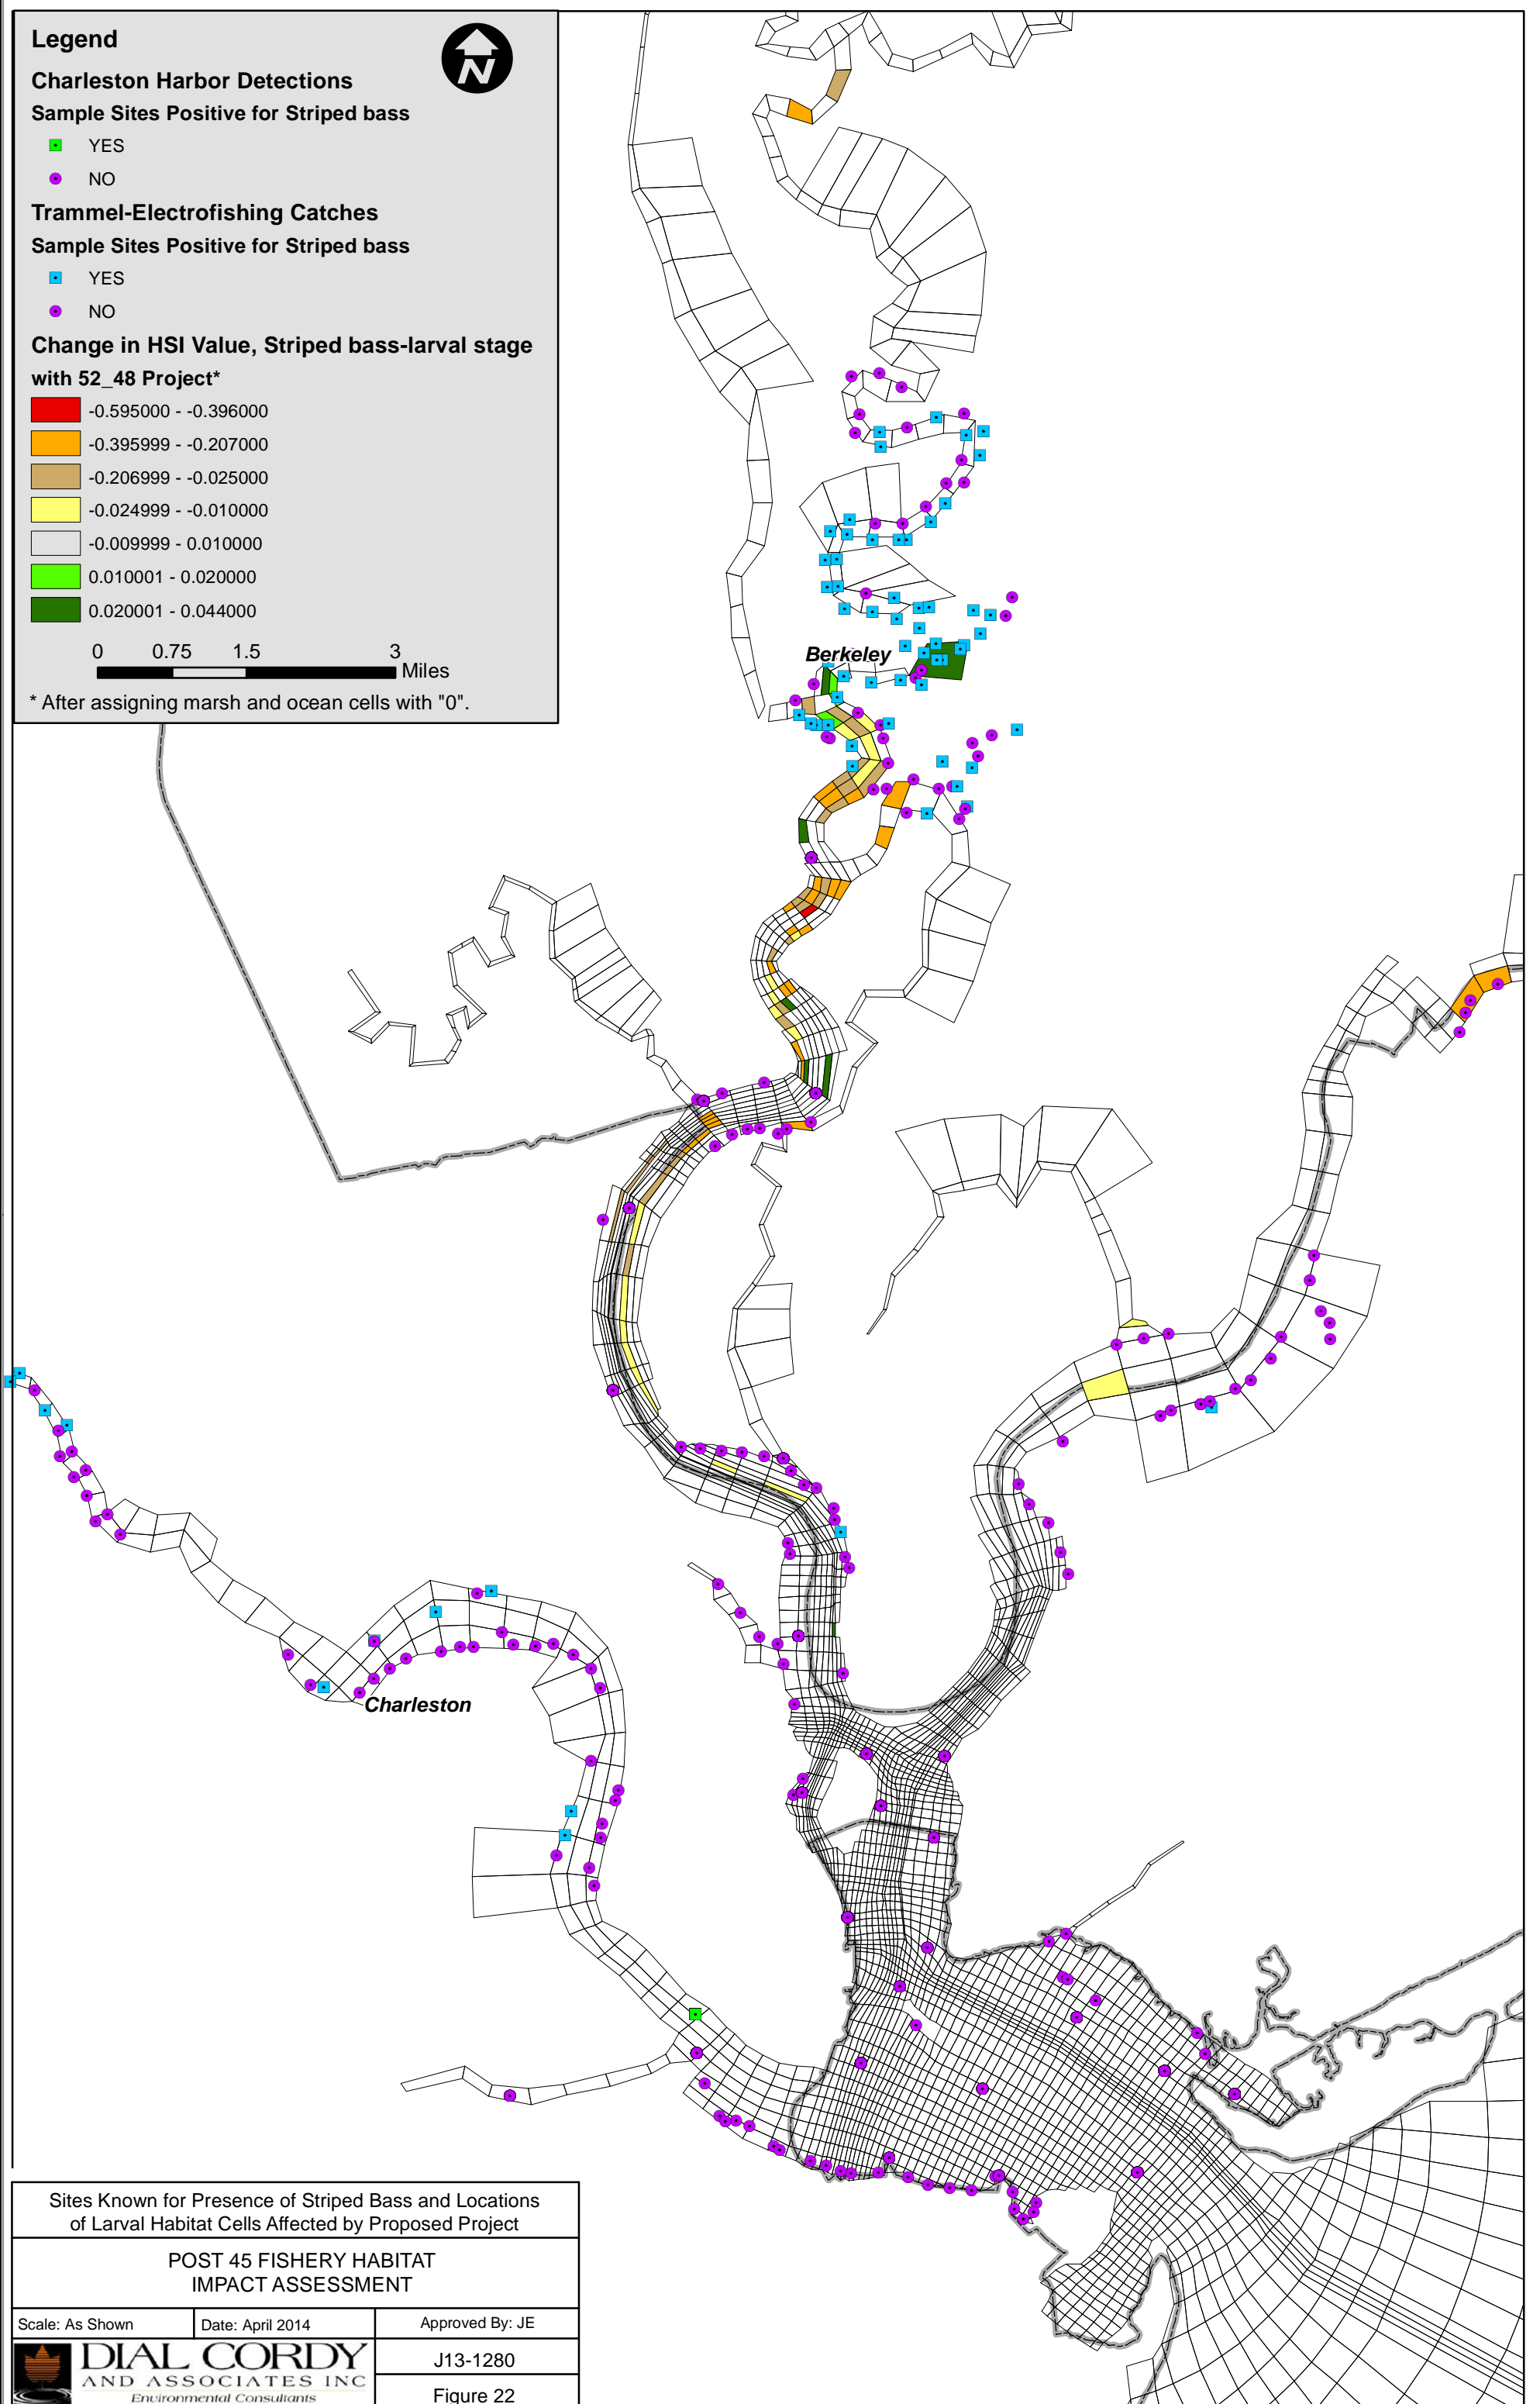 Legend
N
Charleston Harbor Detections
Sample Sites Positive for Striped bass
YES
NO
Trammel-Electrofishing Catches
Sample Sites Positive for Striped bass
YES
NO
Change in HSI Value, Striped bass-larval stage
with 52_48 Project*
-0.595000 - -0.396000
-0.395999 - -0.207000
-0.206999 - -0.025000
-0.024999 - -0.010000
-0.009999 - 0.010000
0.010001 - 0.020000
0.020001 - 0.044000
0 0.75 1.5 3
Miles
* After assigning marsh and ocean cells with "0".
Berkeley
Charleston
Sites Known for Presence of Striped Bass and Locations
of Larval Habitat Cells Affected by Proposed Project
POST 45 FISHERY HABITAT
IMPACT ASSESSMENT
Scale: As Shown
Date: April 2014
Approved By: JE
DIAL CORDY
AND ASSOCIATES INC
Environmental Consultants
J13-1280
Figure 22